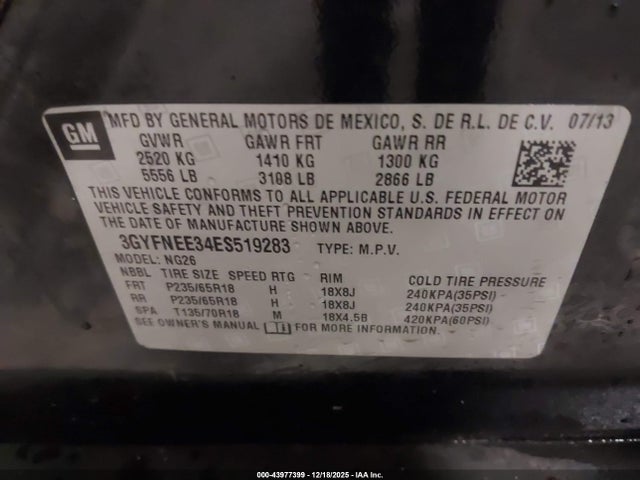 GM
MFD BY GENERAL MOTORS DE MEXICO, S. DE R.L. DE C.V. 07/13
GVWR GAWR FRT GAWR RR
2520 KG 1410 KG 1300 KG
5556 LB 3108 LB 2866 LB
THIS VEHICLE CONFORMS TO ALL APPLICABLE U.S. FEDERAL MOTOR
VEHICLE SAFETY AND THEFT PREVENTION STANDARDS IN EFFECT ON
THE DATE OF MANUFACTURE SHOWN ABOVE.
3GYFNEE34ES519283 TYPE: M.P.V.
MODEL: NG26
NBBL TIRE SIZE SPEED RTG RIM COLD TIRE PRESSURE
FRT P235/65R18 H 18X8J 240KPA(35PSI)
RR P235/65R18 H 18X8J 240KPA(35PSI)
SPA T135/70R18 M 18X4.5B 420KPA(60PSI)
SEE OWNER'S MANUAL FOR MORE INFORMATION.
000-43977399 - 12/18/2025 - IAA Inc.